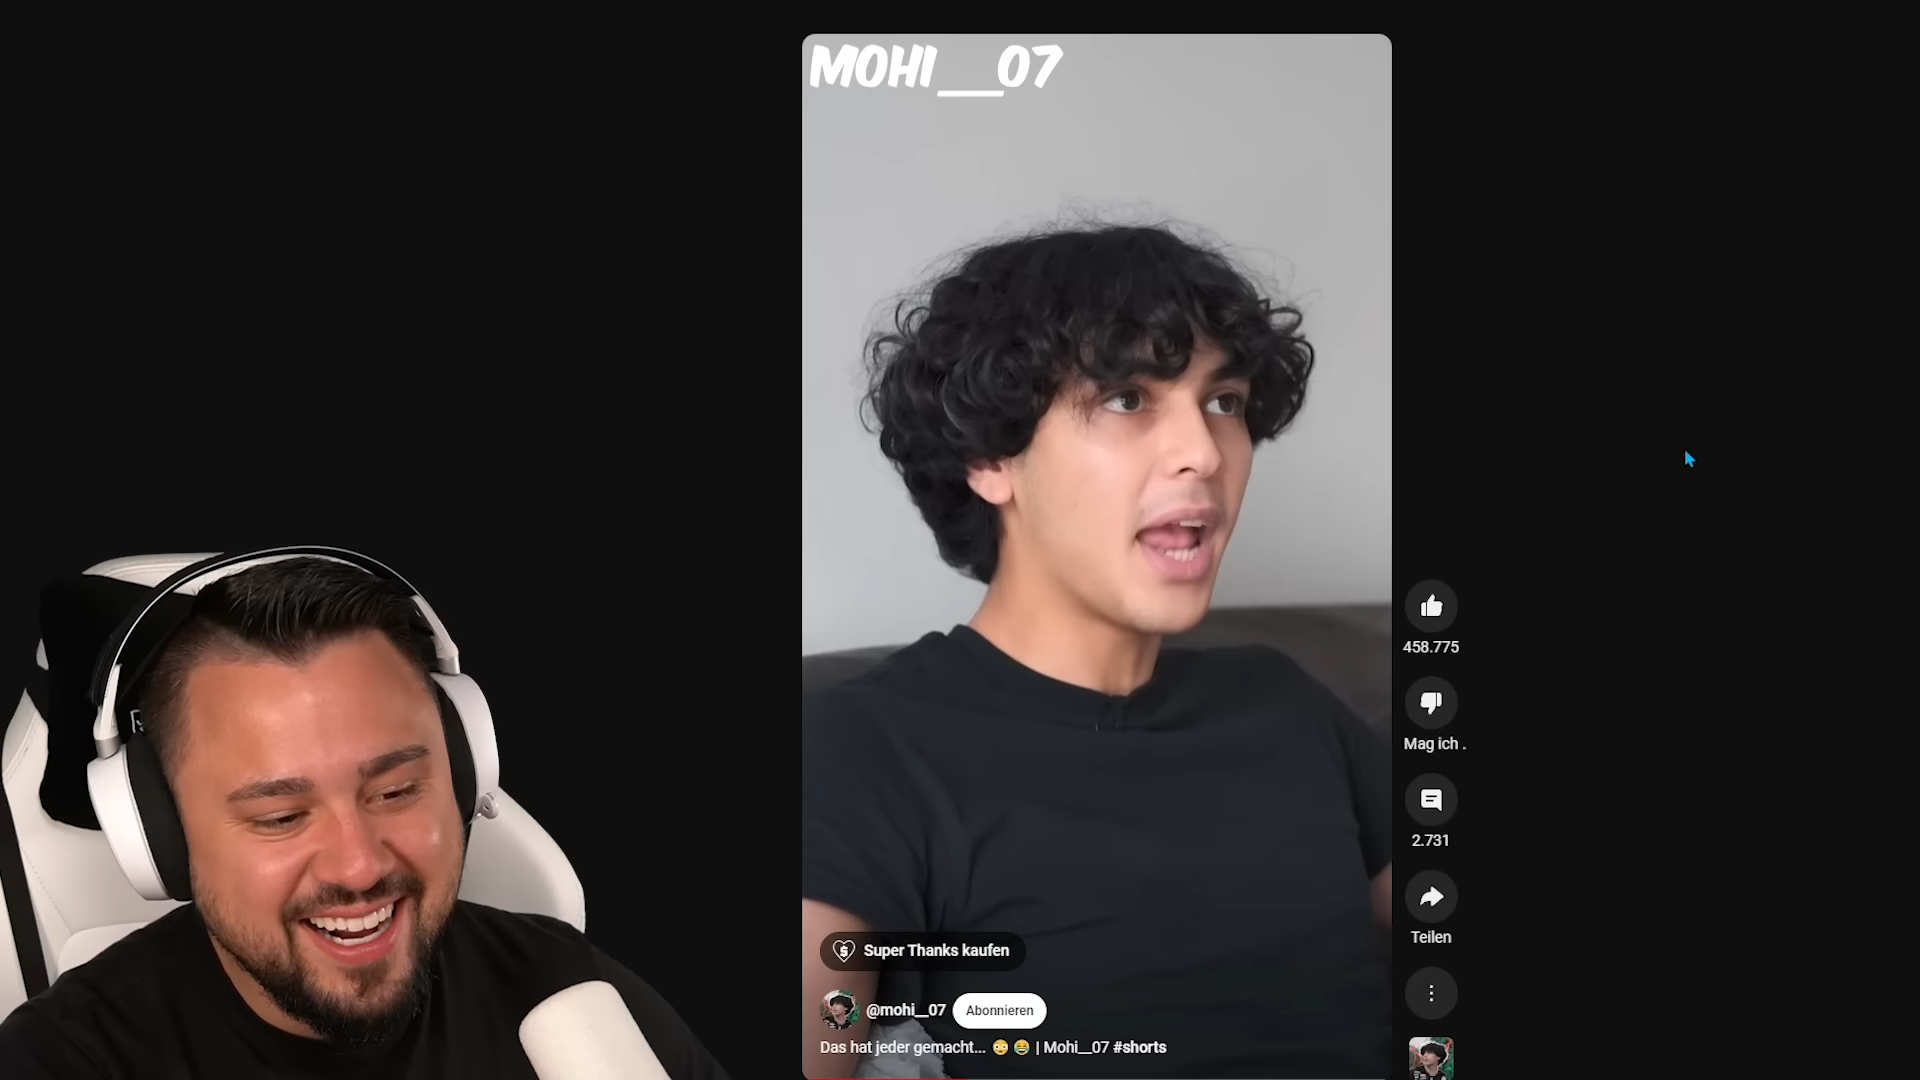 MOHI__07
458.775
Mag ich .
2.731
Teilen
Super Thanks kaufen
@mohi__07 Abonnieren
Das hat jeder gemacht... 😳 😂 | Mohi__07 #shorts